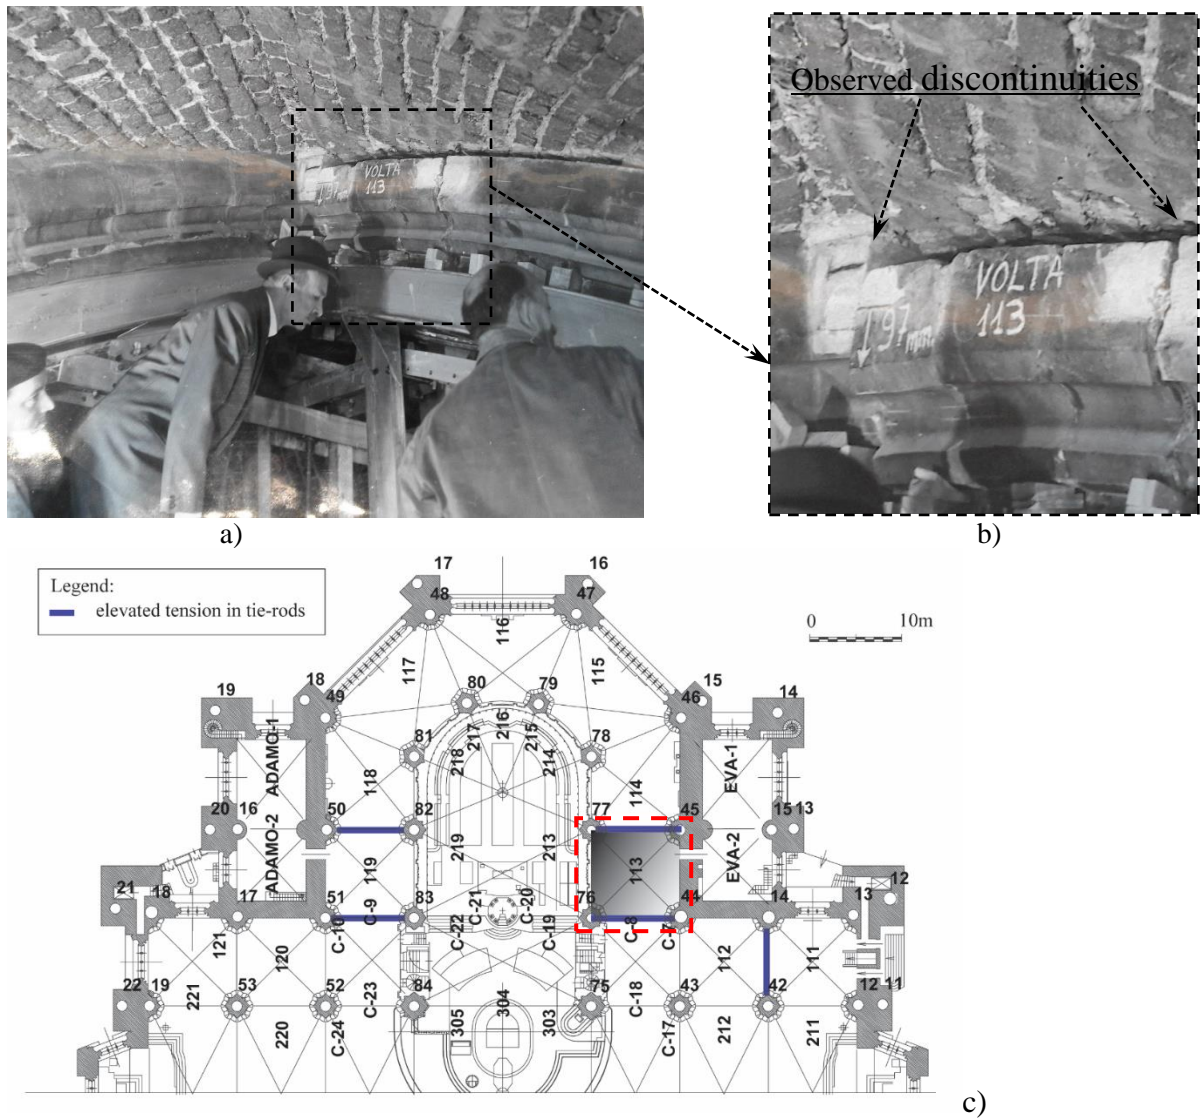 VOLTA
113
↓97 mm
Observed discontinuities
VOLTA
113
↓97 mm.
a)
b)
Legend:
elevated tension in tie-rods
0 10m
17
16
48
47
116
117
115
18
15
19
14
49
80
79
46
216
217
215
ADAMO-1
81
218
214
78
EVA-1
118
114
20
16
50
82
77
45
15
13
ADAMO-2
119
219
213
113
EVA-2
21
18
17
51
C-10
C-9
83
C-22
C-21
C-20
C-19
76
C-8
C-7
44
14
13
12
121
120
112
111
22
19
53
52
C-23
84
75
C-18
43
42
12
11
221
220
C-24
305
304
303
C-17
212
211
c)